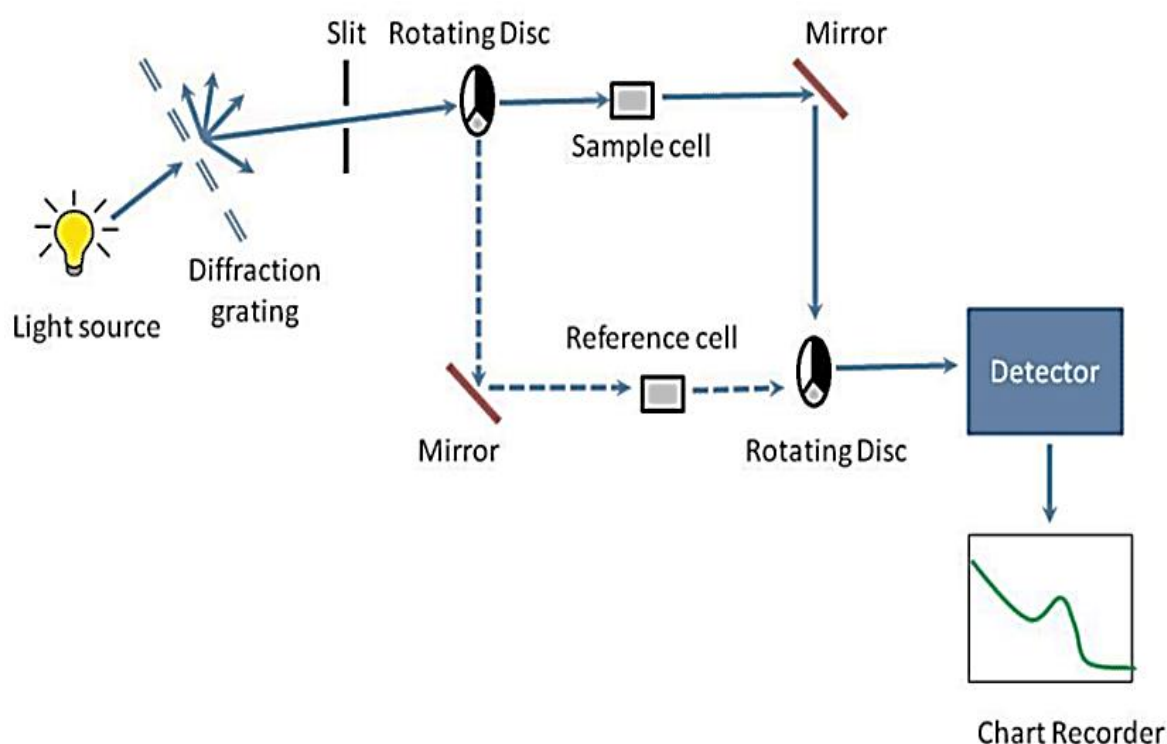 Slit
Rotating Disc
Mirror
Sample cell
Diffraction
grating
Light source
Reference cell
Detector
Mirror
Rotating Disc
Chart Recorder